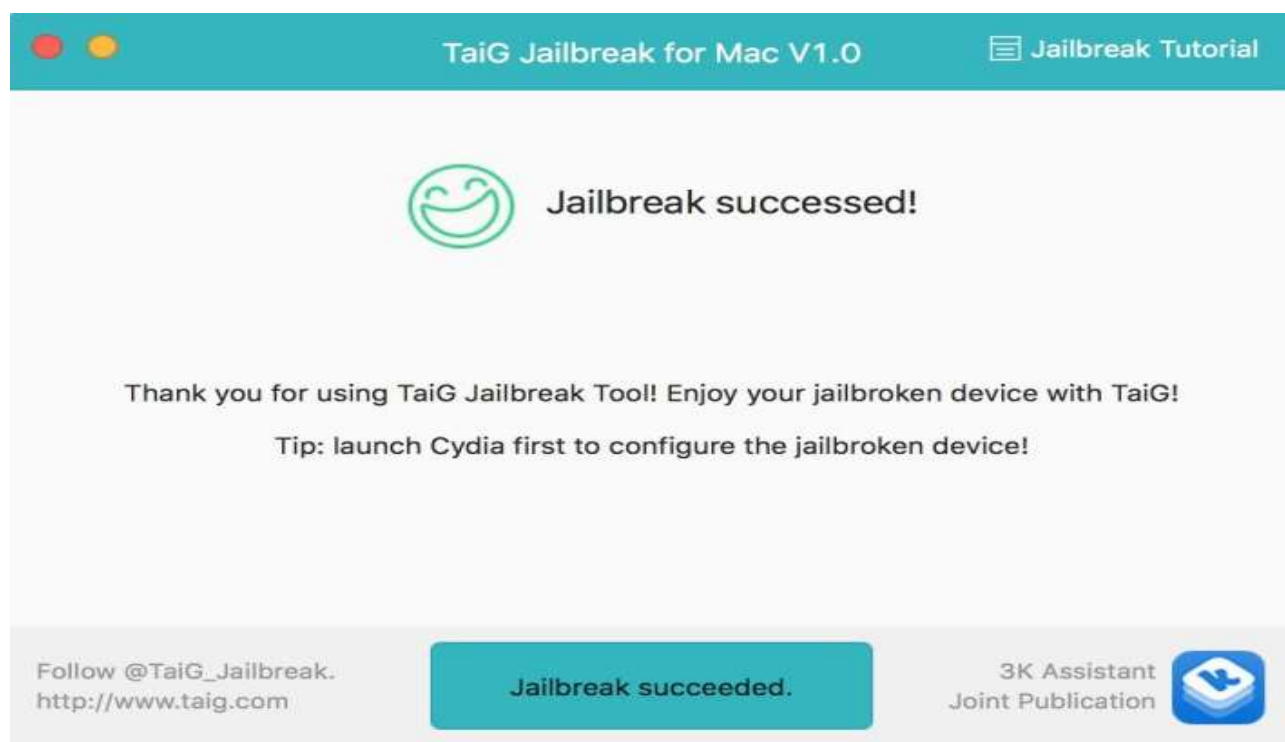 TaiG Jailbreak for Mac V1.0
Jailbreak Tutorial
Jailbreak successed!
Thank you for using TaiG Jailbreak Tool! Enjoy your jailbroken device with TaiG!
Tip: launch Cydia first to configure the jailbroken device!
Follow @TaiG_Jailbreak.
http://www.taig.com
Jailbreak succeeded.
3K Assistant
Joint Publication